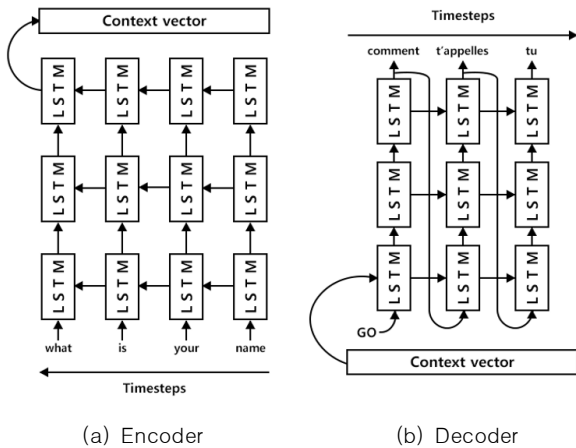 Context vector
LSTM LSTM LSTM LSTM
LSTM LSTM LSTM LSTM
LSTM LSTM LSTM LSTM
what is your name
Timesteps
(a) Encoder
Timesteps
comment t'appelles tu
LSTM LSTM LSTM
LSTM LSTM LSTM
LSTM LSTM LSTM
GO
Context vector
(b) Decoder